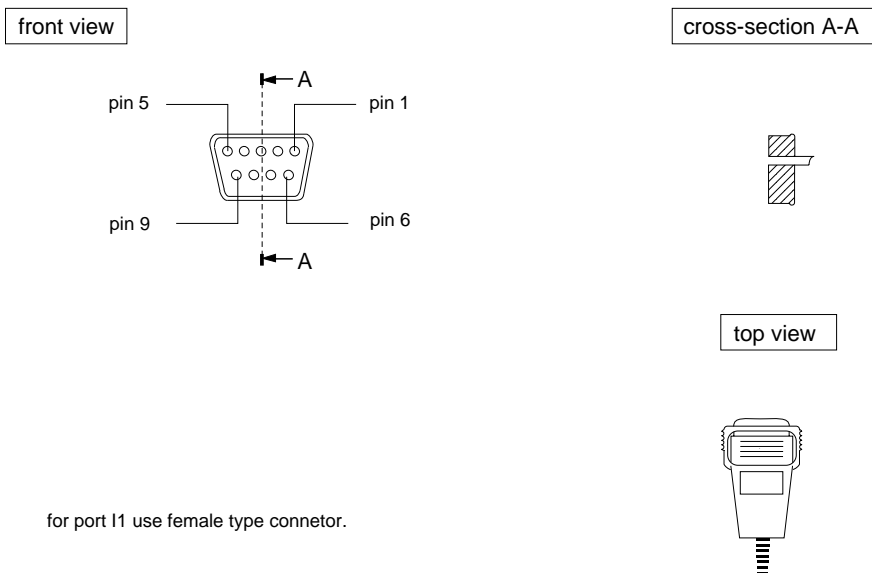 front view
cross-section A-A
A
pin 5
pin 1
pin 9
pin 6
A
top view
for port I1 use female type connetor.